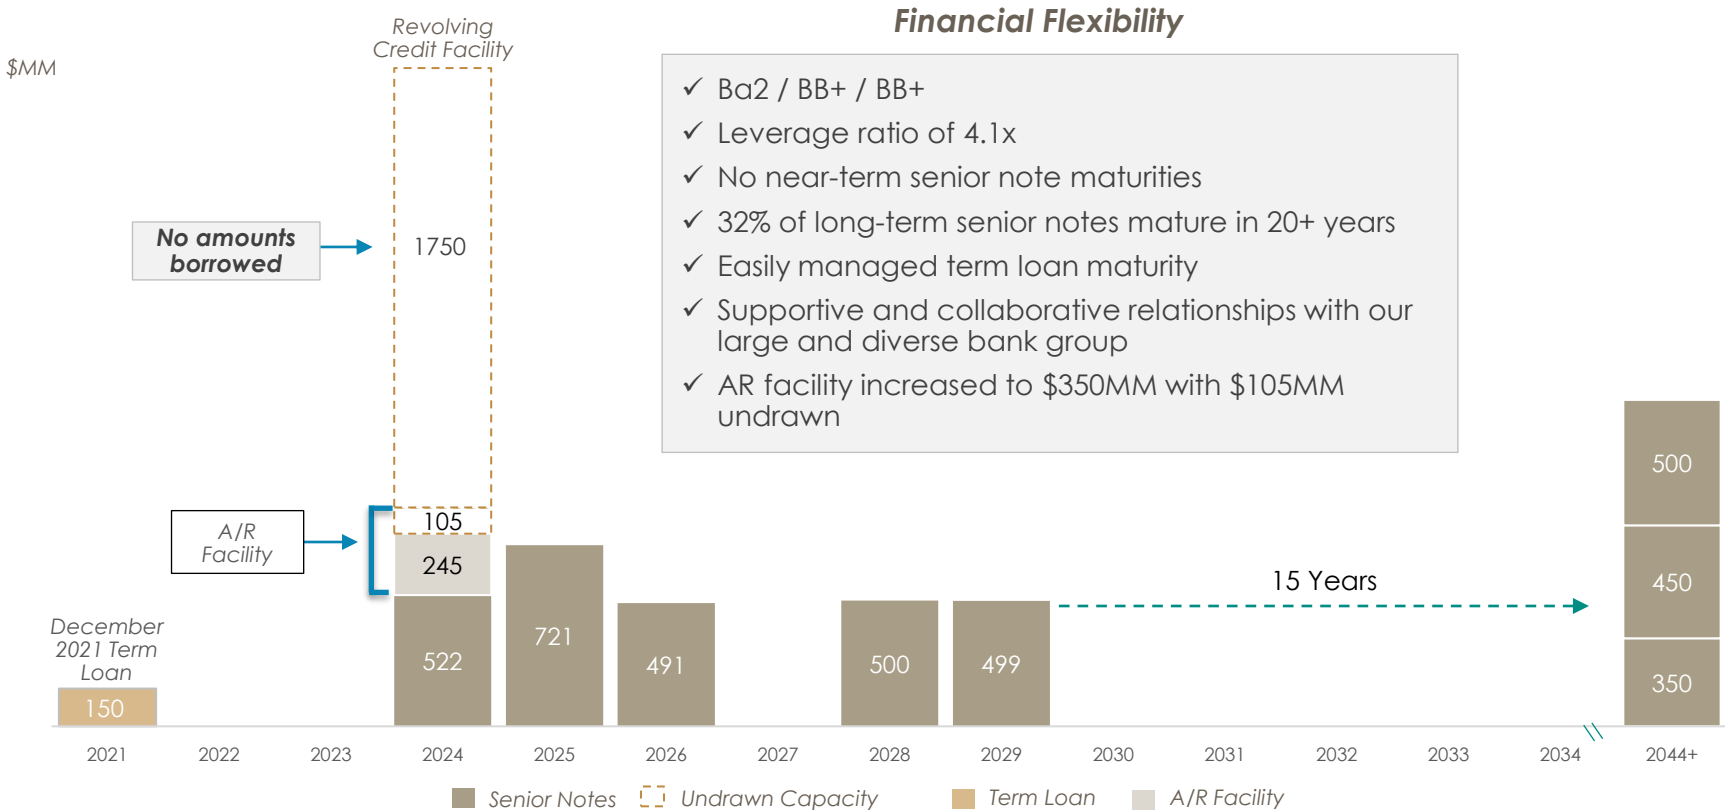 Financial Flexibility
$MM
Revolving
Credit Facility
✓ Ba2 / BB+ / BB+
✓ Leverage ratio of 4.1x
✓ No near-term senior note maturities
✓ 32% of long-term senior notes mature in 20+ years
✓ Easily managed term loan maturity
✓ Supportive and collaborative relationships with our
large and diverse bank group
✓ AR facility increased to $350MM with $105MM
undrawn
No amounts
borrowed
1750
A/R
Facility
105
245
522
December
2021 Term
Loan
150
721
491
500
499
15 Years
500
450
350
2021 2022 2023 2024 2025 2026 2027 2028 2029 2030 2031 2032 2033 2034 2044+
Senior Notes Undrawn Capacity Term Loan A/R Facility